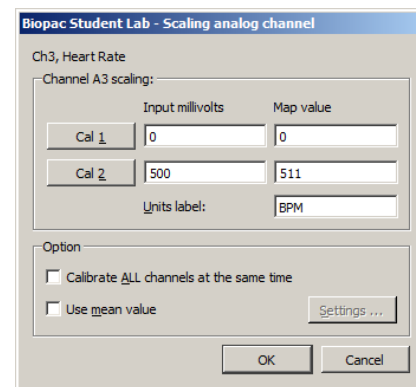 Biopac Student Lab - Scaling analog channel
Ch3, Heart Rate
Channel A3 scaling:
Input millivolts Map value
Cal 1 0 0
Cal 2 500 511
Units label: BPM
Option
Calibrate ALL channels at the same time
Use mean value Settings ...
OK Cancel